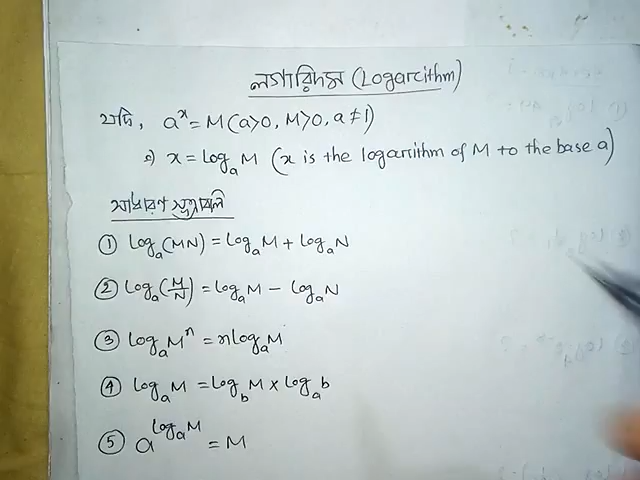 লগারিদম (Logarithm)
যদি, a^x = M (a>0, M>0, a≠1)
∴) x = log_a M (x is the logarithm of M to the base a)
সাধারণ সূত্রাবলি
① log_a (MN) = log_a M + log_a N
② log_a (M/N) = log_a M − log_a N
③ log_a M^n = n log_a M
④ log_a M = log_b M × log_a b
⑤ a^(log_a M) = M